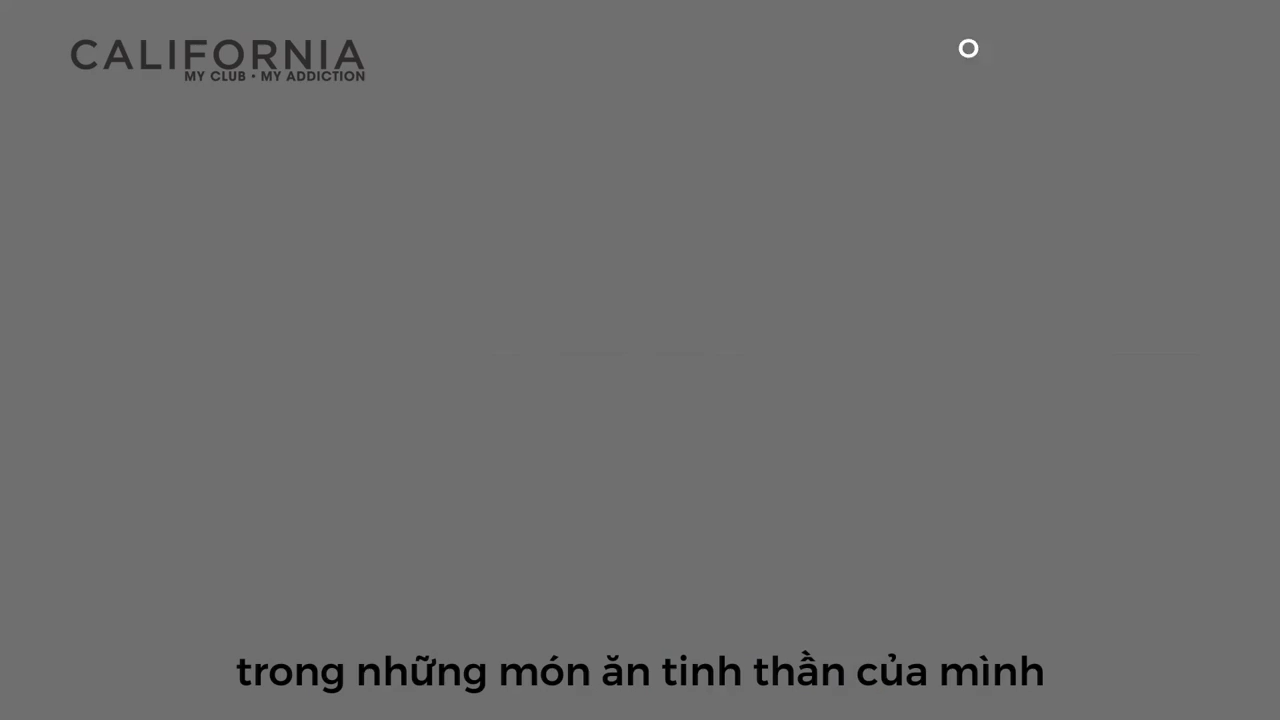 CALIFORNIA
MY CLUB • MY ADDICTION
trong những món ăn tinh thần của mình